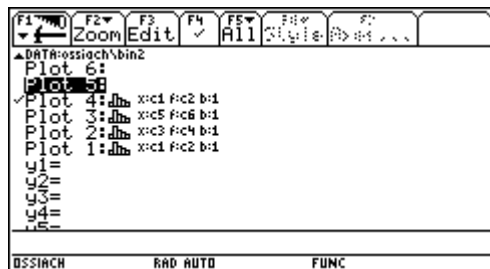 F1 F2 F3 F4 F5 F6 F7
Zoom Edit ✓ All Style Axes...
DATA:ossiach\bin2
Plot 6:
Plot 5:
✓Plot 4: x:c1 f:c2 b:1
Plot 3: x:c5 f:c6 b:1
Plot 2: x:c3 f:c4 b:1
Plot 1: x:c1 f:c2 b:1
y1=
y2=
y3=
y4=
y5=
OSSIACH RAD AUTO FUNC